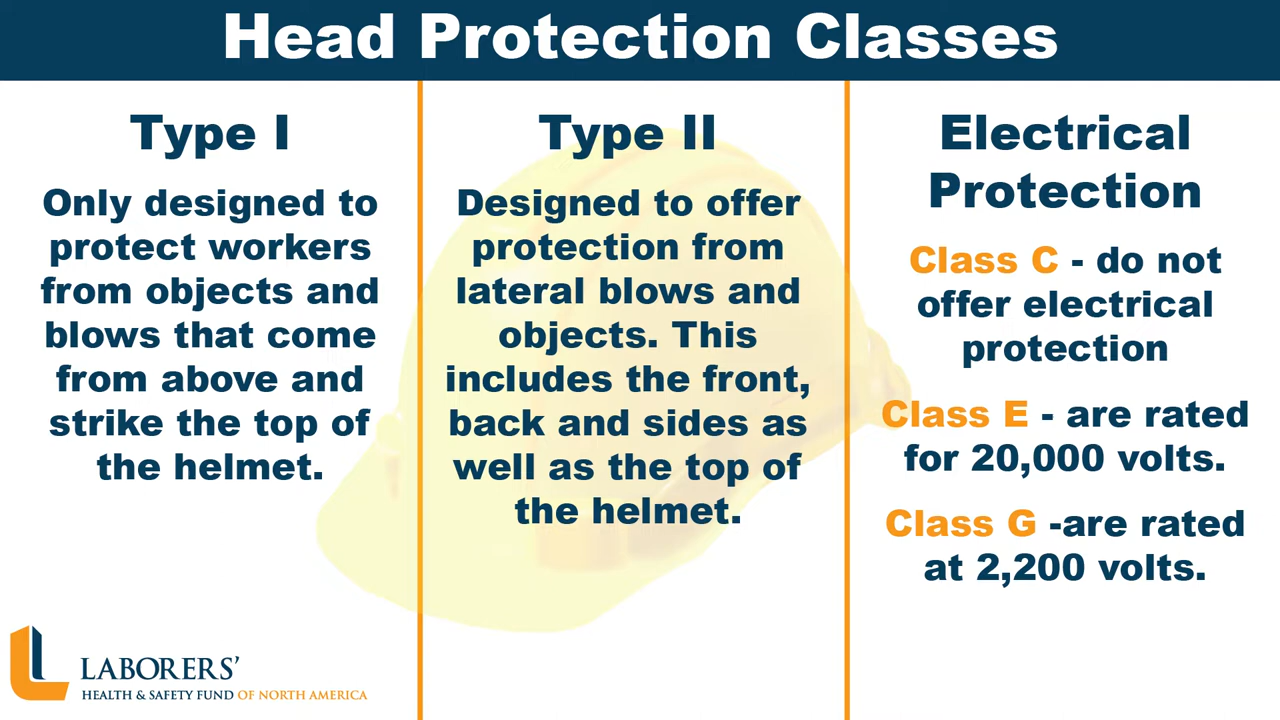 Head Protection Classes
Type I
Only designed to
protect workers
from objects and
blows that come
from above and
strike the top of
the helmet.
Type II
Designed to offer
protection from
lateral blows and
objects. This
includes the front,
back and sides as
well as the top of
the helmet.
Electrical
Protection
Class C - do not
offer electrical
protection
Class E - are rated
for 20,000 volts.
Class G -are rated
at 2,200 volts.
LABORERS’
HEALTH & SAFETY FUND OF NORTH AMERICA